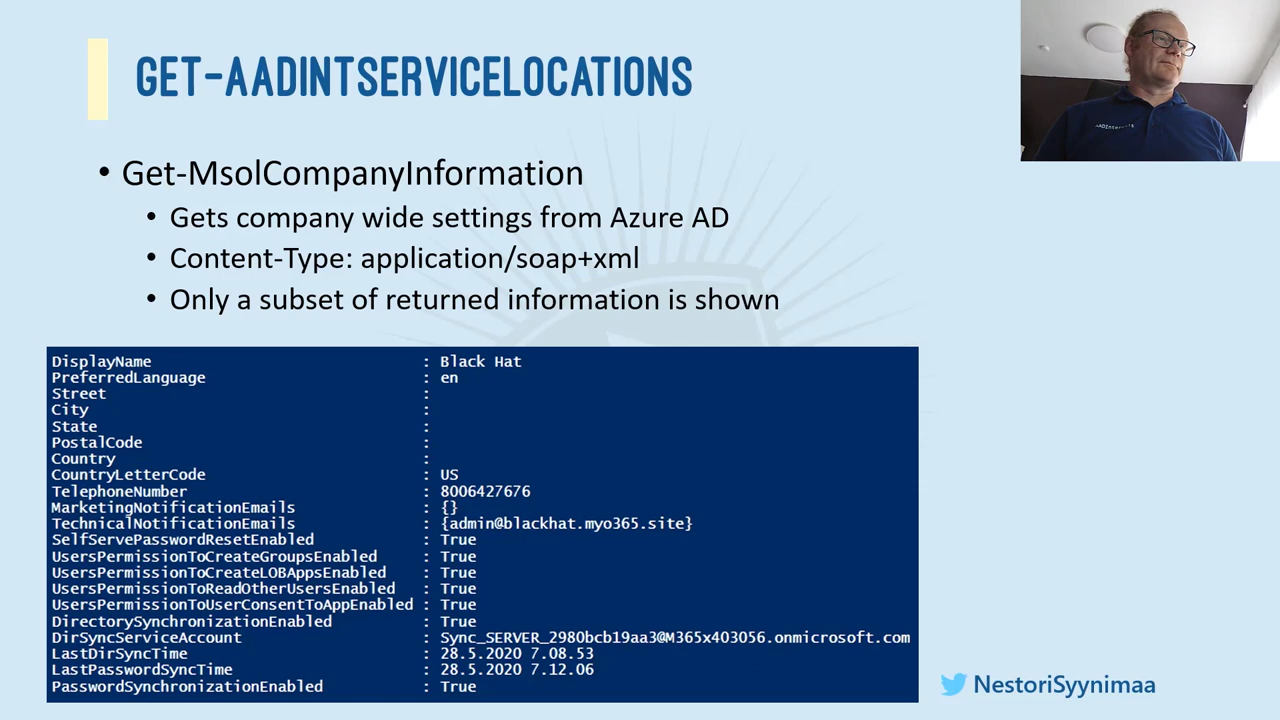 GET-AADINTSERVICELOCATIONS
• Get-MsolCompanyInformation
• Gets company wide settings from Azure AD
• Content-Type: application/soap+xml
• Only a subset of returned information is shown
DisplayName : Black Hat
PreferredLanguage : en
Street :
City :
State :
PostalCode :
Country :
CountryLetterCode : US
TelephoneNumber : 8006427676
MarketingNotificationEmails : {}
TechnicalNotificationEmails : {admin@blackhat.myo365.site}
SelfServePasswordResetEnabled : True
UsersPermissionToCreateGroupsEnabled : True
UsersPermissionToCreateLOBAppsEnabled : True
UsersPermissionToReadOtherUsersEnabled : True
UsersPermissionToUserConsentToAppEnabled : True
DirectorySynchronizationEnabled : True
DirSyncServiceAccount : Sync_SERVER_2980bcb19aa3@M365x403056.onmicrosoft.com
LastDirSyncTime : 28.5.2020 7.08.53
LastPasswordSyncTime : 28.5.2020 7.12.06
PasswordSynchronizationEnabled : True
AADInternals
NestoriSyynimaa